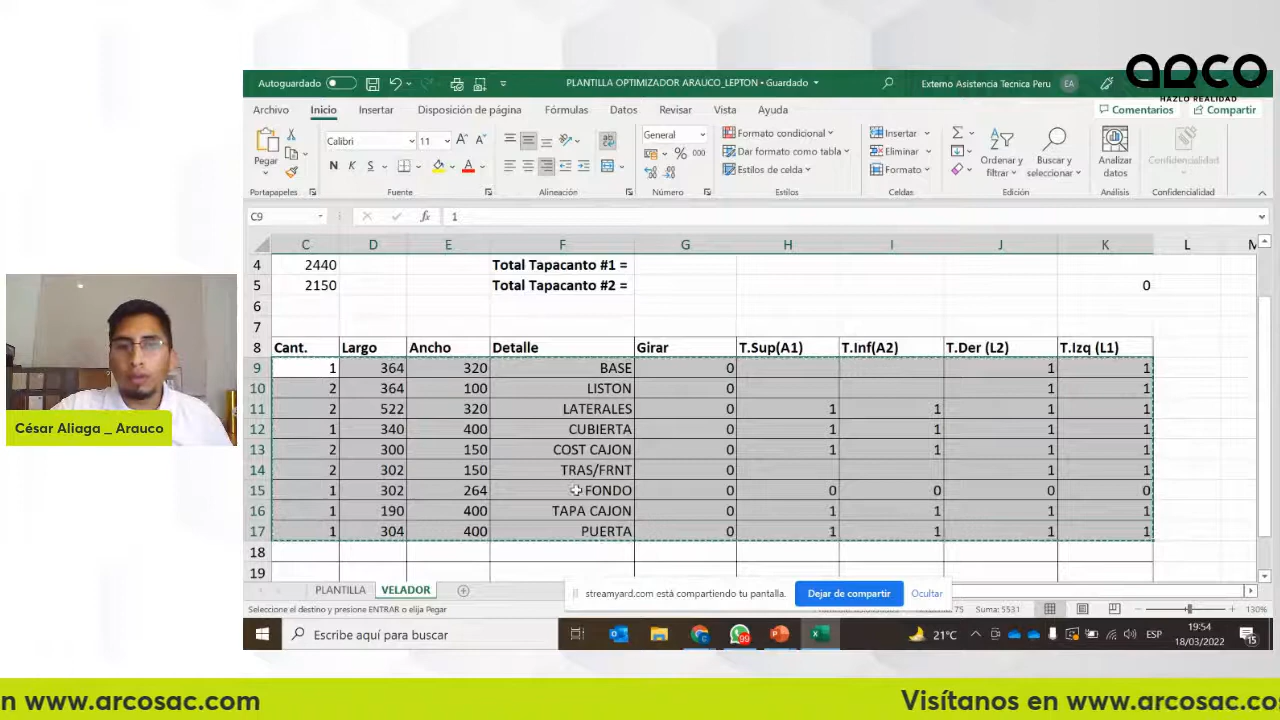 ARCO
HAZLO REALIDAD
Autoguardado
PLANTILLA OPTIMIZADOR ARAUCO_LEPTON • Guardado
Externo Asistencia Tecnica Peru EA
Archivo Inicio Insertar Disposición de página Fórmulas Datos Revisar Vista Ayuda Comentarios Compartir
Pegar
Calibri 11
N K S
General
% 000
Formato condicional
Dar formato como tabla
Estilos de celda
Insertar
Eliminar
Formato
Ordenar y filtrar
Buscar y seleccionar
Analizar datos
Confidencialidad
Portapapeles Fuente Alineación Número Estilos Celdas Edición Análisis Confidencialidad
C9 fx 1
C D E F G H I J K L M
4 2440 Total Tapacanto #1 =
5 2150 Total Tapacanto #2 = 0
6
7
8 Cant. Largo Ancho Detalle Girar T.Sup(A1) T.Inf(A2) T.Der (L2) T.Izq (L1)
9 1 364 320 BASE 0 1 1
10 2 364 100 LISTON 0 1 1
11 2 522 320 LATERALES 0 1 1 1 1
12 1 340 400 CUBIERTA 0 1 1 1 1
13 2 300 150 COST CAJON 0 1 1 1 1
14 2 302 150 TRAS/FRNT 0 1 1
15 1 302 264 FONDO 0 0 0 0 0
16 1 190 400 TAPA CAJON 0 1 1 1 1
17 1 304 400 PUERTA 0 1 1 1 1
18
19
PLANTILLA VELADOR
streamyard.com está compartiendo tu pantalla. Dejar de compartir Ocultar
Seleccione el destino y presione ENTRAR o elija Pegar
Suma: 5531 130%
Escribe aquí para buscar
99
21°C ESP 19:54
18/03/2022
15
César Aliaga _ Arauco
n www.arcosac.com
Visítanos en www.arcosac.co